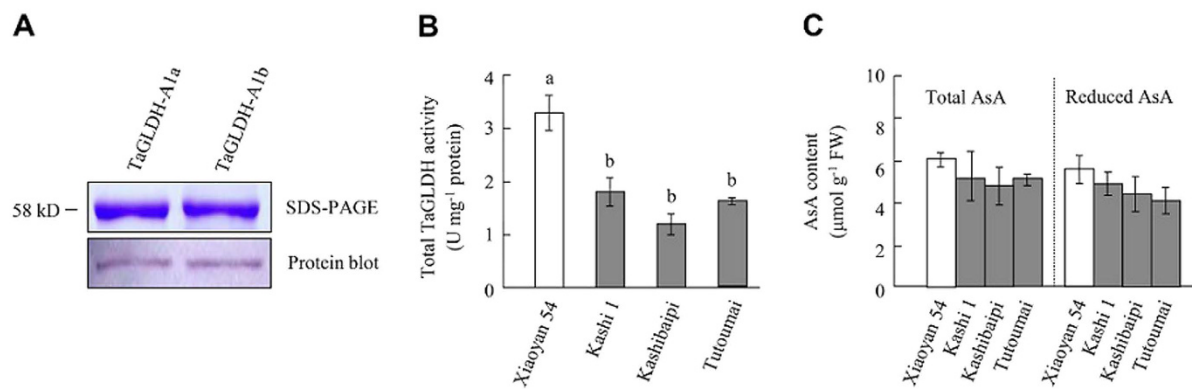 A
TaGLDH-A1a
TaGLDH-A1b
58 kD
SDS-PAGE
Protein blot
B
Total TaGLDH activity
(U mg⁻¹ protein)
4
3
2
1
0
a
b
b
b
Xiaoyan 54
Kashi 1
Kashibaipi
Tutoumai
C
AsA content
(μmol g⁻¹ FW)
10
8
6
4
2
0
Total AsA
Reduced AsA
Xiaoyan 54
Kashi 1
Kashibaipi
Tutoumai
Xiaoyan 54
Kashi 1
Kashibaipi
Tutoumai